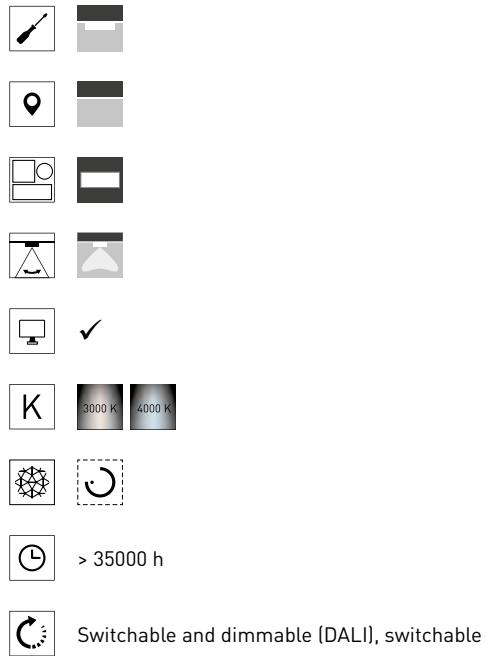 K
3000 K 4000 K
> 35000 h
Switchable and dimmable (DALI), switchable